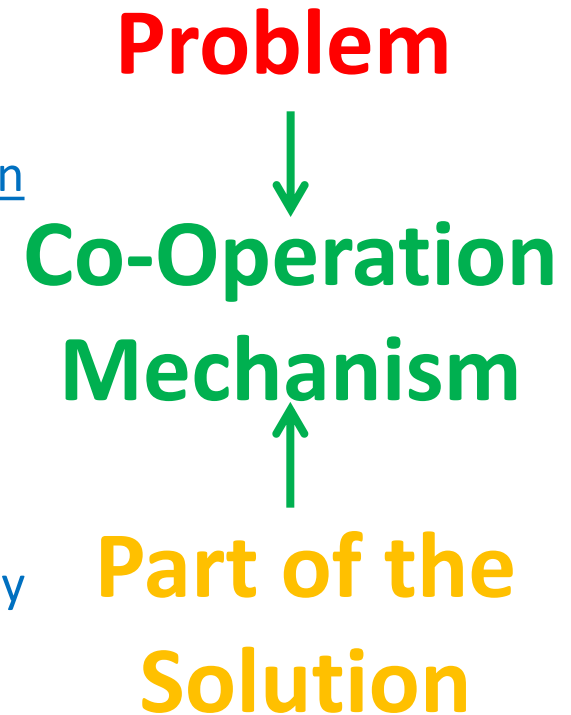 Problem
n
Co-Operation
Mechanism
Part of the
y
Solution